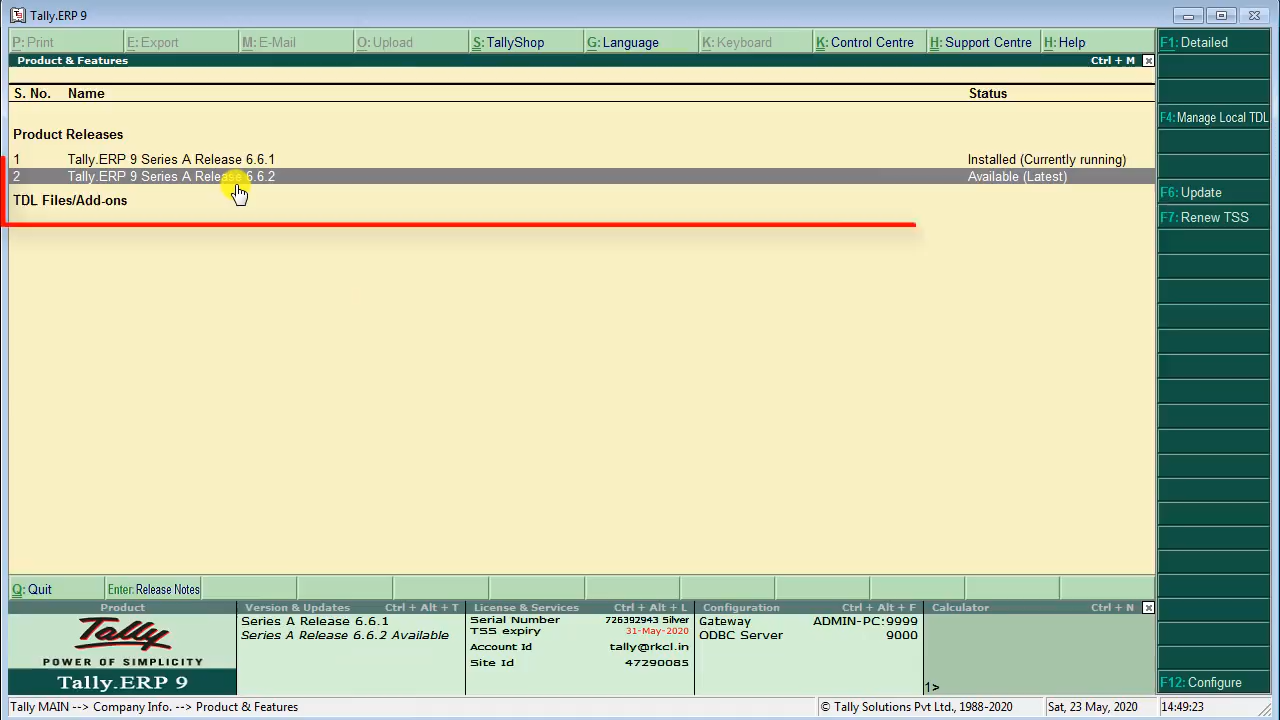 Tally.ERP 9
P: Print E: Export M: E-Mail O: Upload S: TallyShop G: Language K: Keyboard K: Control Centre H: Support Centre H: Help
F1: Detailed
Product & Features Ctrl + M
S. No. Name Status
F4: Manage Local TDL
Product Releases
1 Tally.ERP 9 Series A Release 6.6.1 Installed (Currently running)
2 Tally.ERP 9 Series A Release 6.6.2 Available (Latest)
F6: Update
TDL Files/Add-ons
F7: Renew TSS
Q: Quit Enter: Release Notes
Product Version & Updates Ctrl + Alt + T License & Services Ctrl + Alt + L Configuration Ctrl + Alt + F Calculator Ctrl + N
Tally
POWER OF SIMPLICITY
Tally.ERP 9
Series A Release 6.6.1
Series A Release 6.6.2 Available
Serial Number 726392943 Silver
TSS expiry 31-May-2020
Account Id tally@rkcl.in
Site Id 47290085
Gateway ADMIN-PC:9999
ODBC Server 9000
1>
F12: Configure
Tally MAIN --> Company Info. --> Product & Features © Tally Solutions Pvt Ltd., 1988-2020 Sat, 23 May, 2020 14:49:23